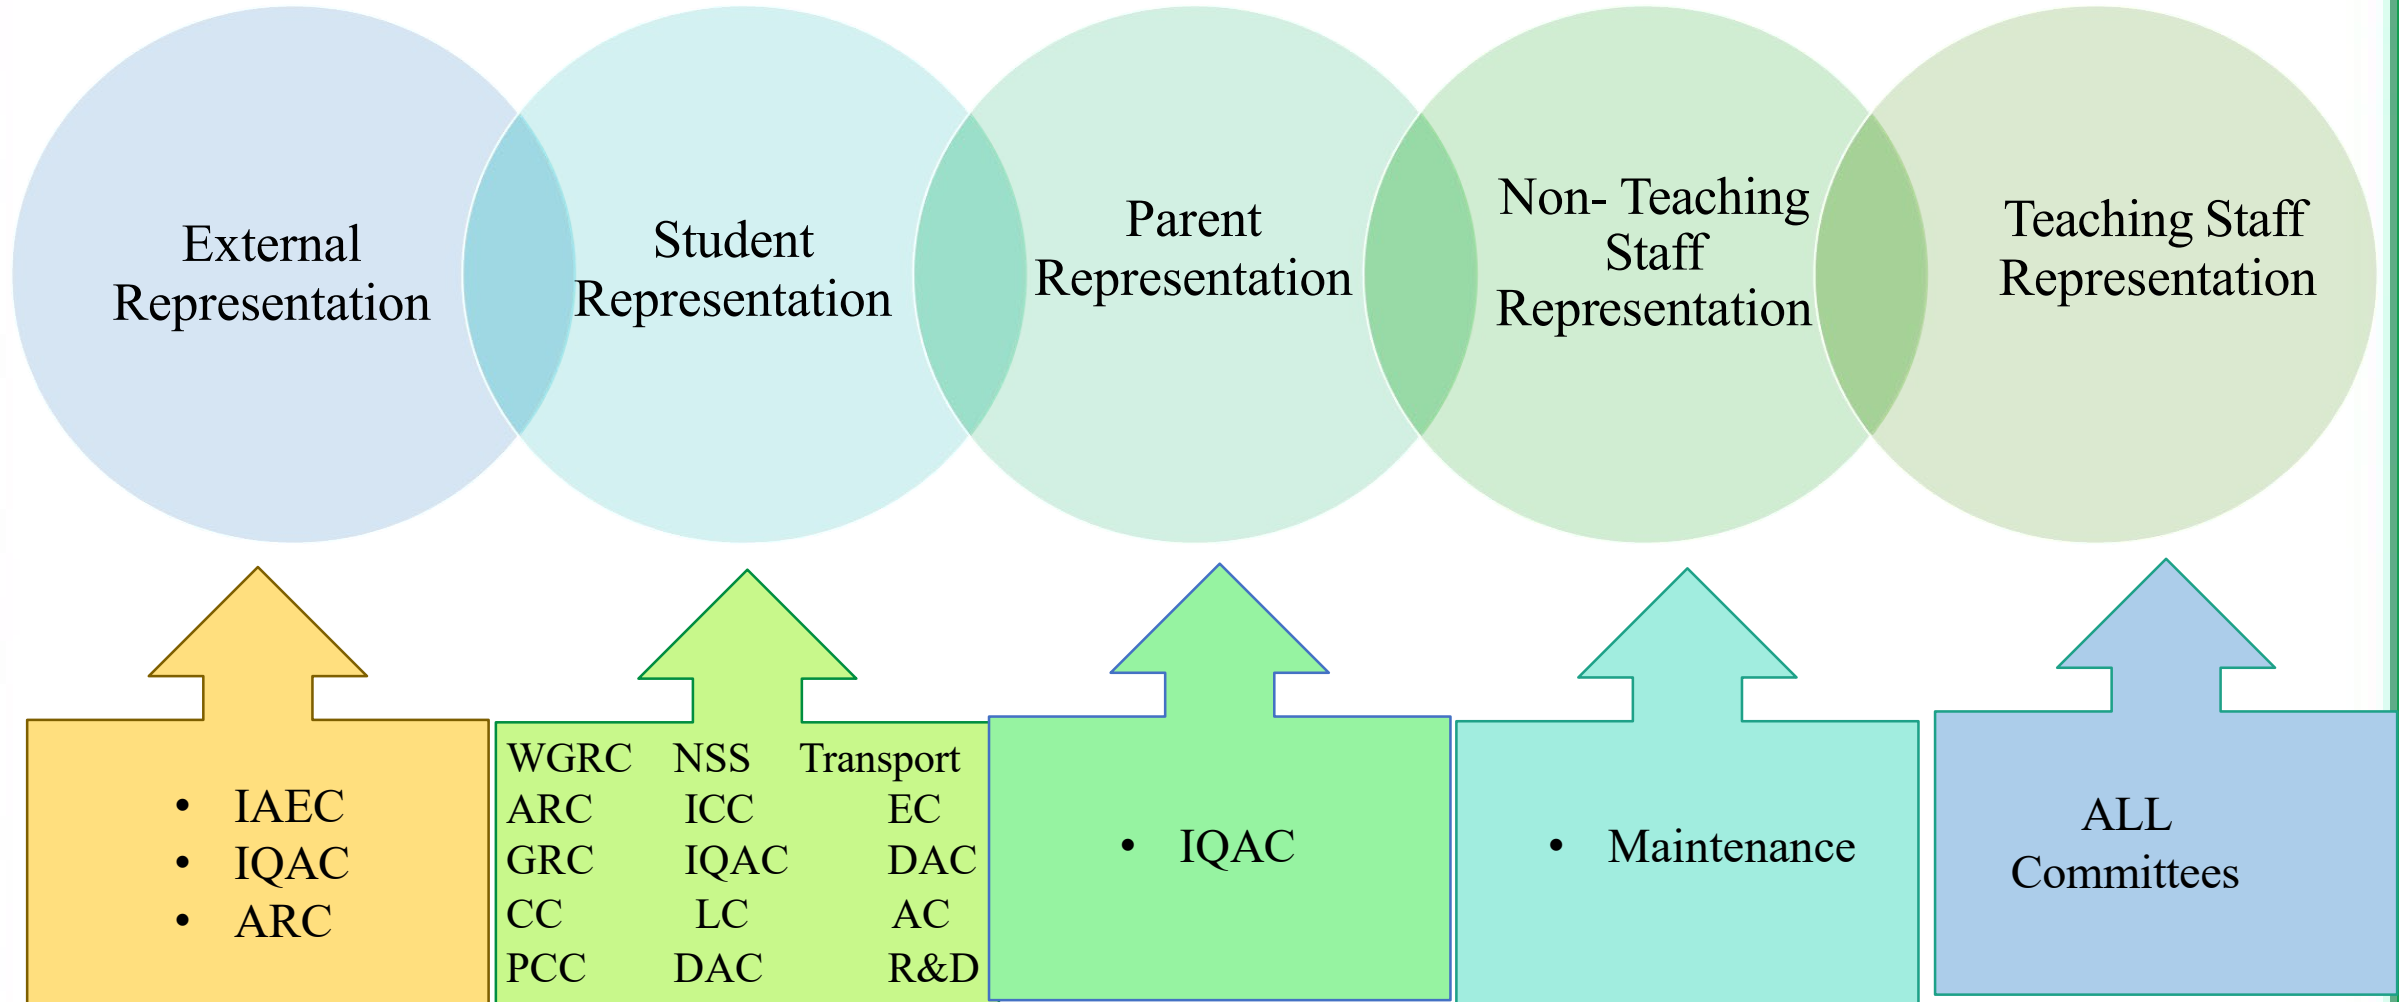 External
Representation
Student
Representation
Parent
Representation
Non- Teaching
Staff
Representation
Teaching Staff
Representation
• IAEC
• IQAC
• ARC
WGRC NSS Transport
ARC ICC EC
GRC IQAC DAC
CC LC AC
PCC DAC R&D
• IQAC
• Maintenance
ALL
Committees